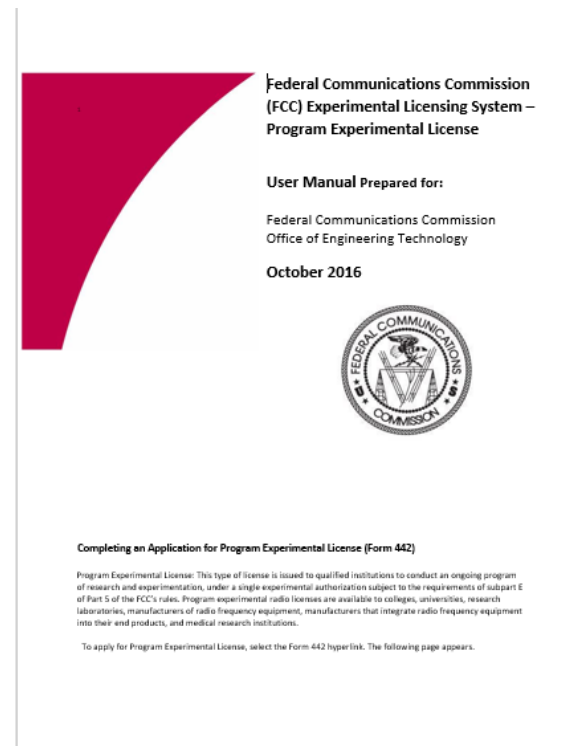 Federal Communications Commission
(FCC) Experimental Licensing System –
Program Experimental License
User Manual Prepared for:
Federal Communications Commission
Office of Engineering Technology
October 2016
FEDERAL COMMUNICATIONS
U S
COMMISSION
Completing an Application for Program Experimental License (Form 442)
Program Experimental License: This type of license is issued to qualified institutions to conduct an ongoing program
of research and experimentation, under a single experimental authorization subject to the requirements of subpart E
of Part 5 of the FCC's rules. Program experimental radio licenses are available to colleges, universities, research
laboratories, manufacturers of radio frequency equipment, manufacturers that integrate radio frequency equipment
into their end products, and medical research institutions.
To apply for Program Experimental License, select the Form 442 hyperlink. The following page appears.